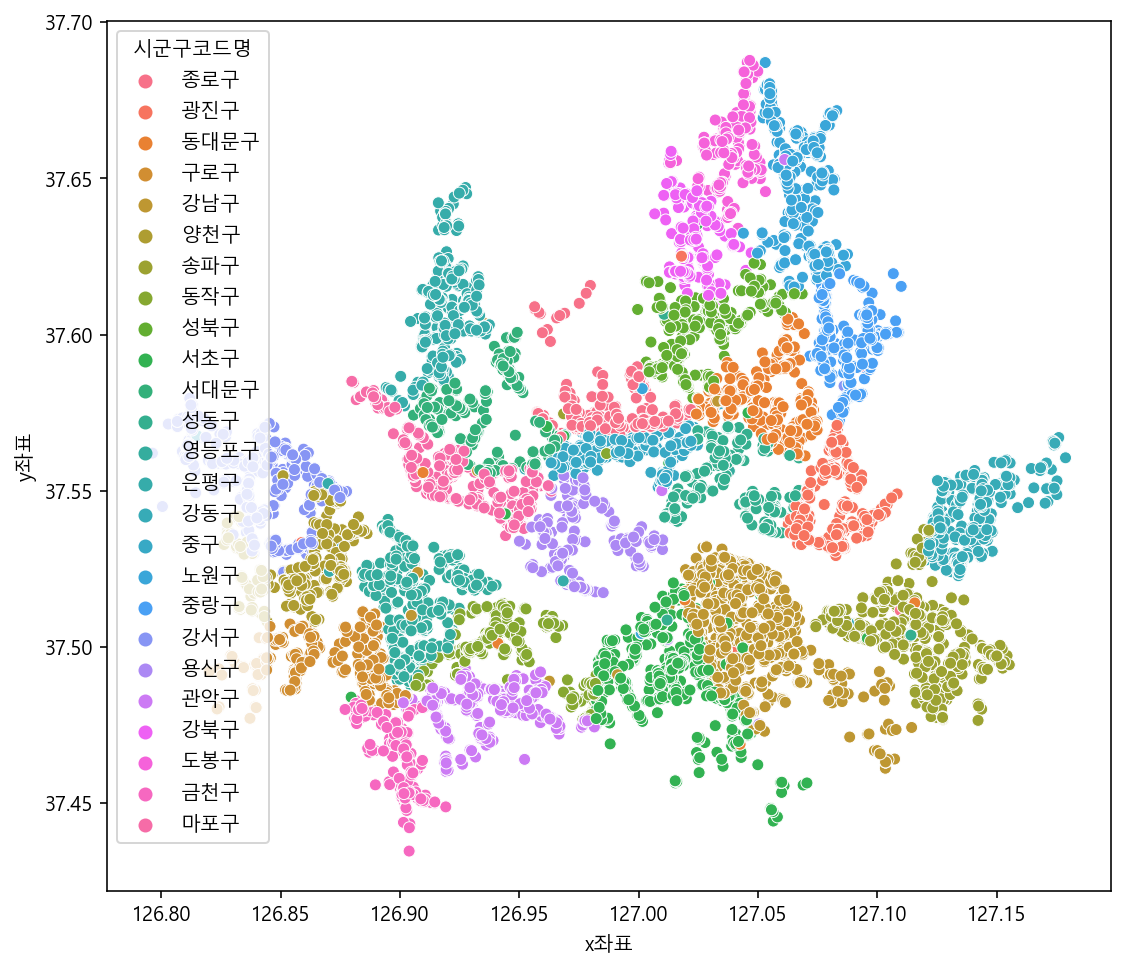 37.70
37.65
37.60
37.55
37.50
37.45
y좌표
시군구코드명
종로구
광진구
동대문구
구로구
강남구
양천구
송파구
동작구
성북구
서초구
서대문구
성동구
영등포구
은평구
강동구
중구
노원구
중랑구
강서구
용산구
관악구
강북구
도봉구
금천구
마포구
126.80 126.85 126.90 126.95 127.00 127.05 127.10 127.15
x좌표